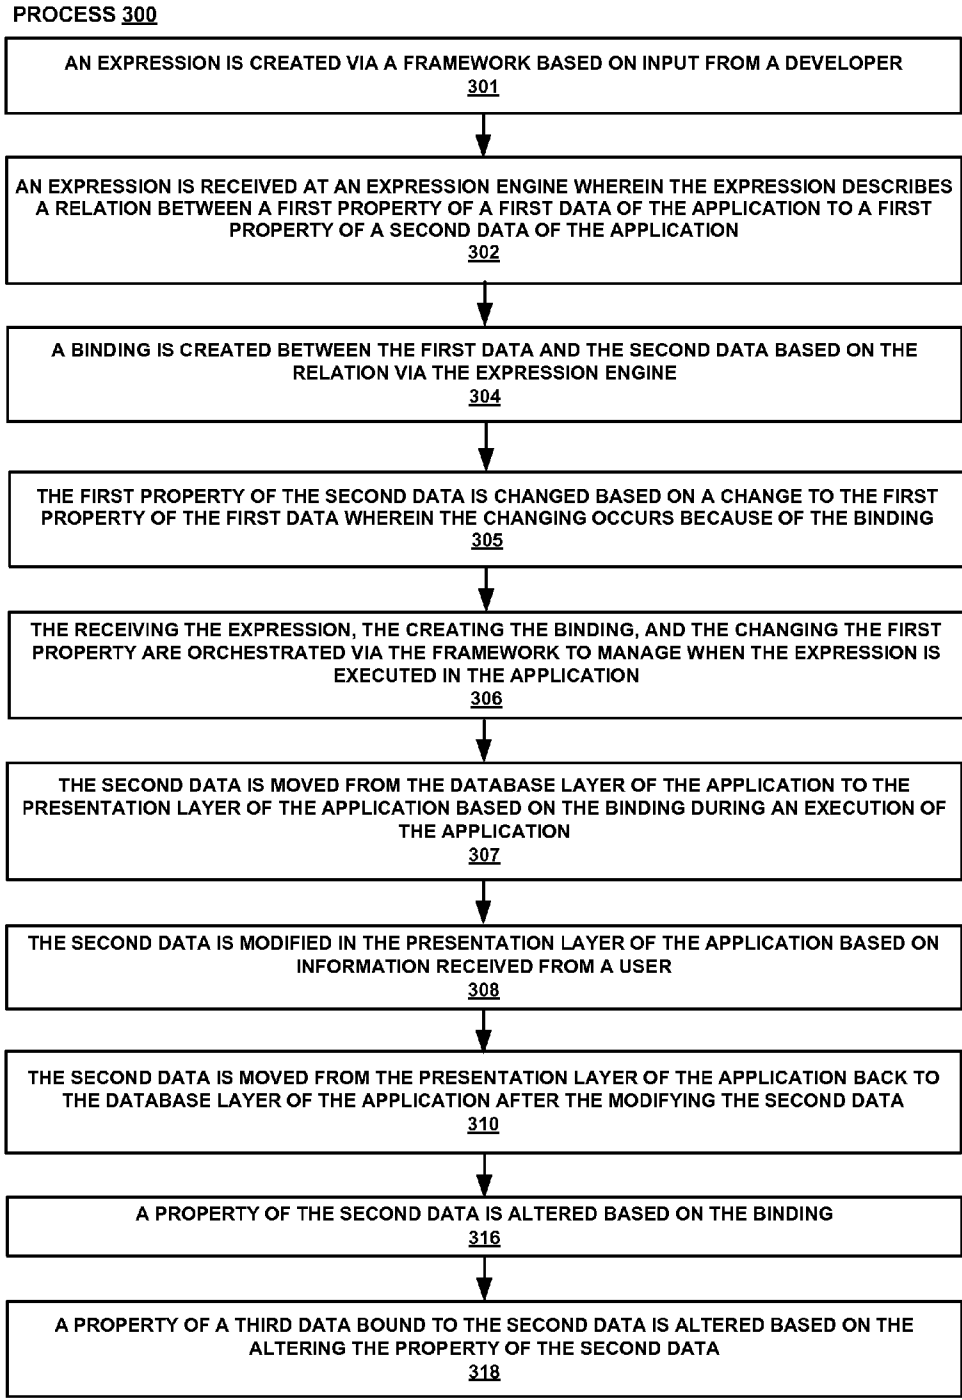 PROCESS 300
AN EXPRESSION IS CREATED VIA A FRAMEWORK BASED ON INPUT FROM A DEVELOPER
301
AN EXPRESSION IS RECEIVED AT AN EXPRESSION ENGINE WHEREIN THE EXPRESSION DESCRIBES
A RELATION BETWEEN A FIRST PROPERTY OF A FIRST DATA OF THE APPLICATION TO A FIRST
PROPERTY OF A SECOND DATA OF THE APPLICATION
302
A BINDING IS CREATED BETWEEN THE FIRST DATA AND THE SECOND DATA BASED ON THE
RELATION VIA THE EXPRESSION ENGINE
304
THE FIRST PROPERTY OF THE SECOND DATA IS CHANGED BASED ON A CHANGE TO THE FIRST
PROPERTY OF THE FIRST DATA WHEREIN THE CHANGING OCCURS BECAUSE OF THE BINDING
305
THE RECEIVING THE EXPRESSION, THE CREATING THE BINDING, AND THE CHANGING THE FIRST
PROPERTY ARE ORCHESTRATED VIA THE FRAMEWORK TO MANAGE WHEN THE EXPRESSION IS
EXECUTED IN THE APPLICATION
306
THE SECOND DATA IS MOVED FROM THE DATABASE LAYER OF THE APPLICATION TO THE
PRESENTATION LAYER OF THE APPLICATION BASED ON THE BINDING DURING AN EXECUTION OF
THE APPLICATION
307
THE SECOND DATA IS MODIFIED IN THE PRESENTATION LAYER OF THE APPLICATION BASED ON
INFORMATION RECEIVED FROM A USER
308
THE SECOND DATA IS MOVED FROM THE PRESENTATION LAYER OF THE APPLICATION BACK TO
THE DATABASE LAYER OF THE APPLICATION AFTER THE MODIFYING THE SECOND DATA
310
A PROPERTY OF THE SECOND DATA IS ALTERED BASED ON THE BINDING
316
A PROPERTY OF A THIRD DATA BOUND TO THE SECOND DATA IS ALTERED BASED ON THE
ALTERING THE PROPERTY OF THE SECOND DATA
318